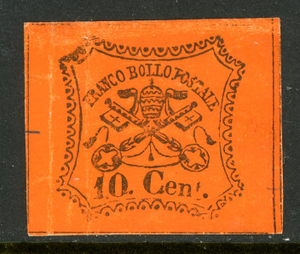 FRANCO BOLLO POSTALE
10. Cent.